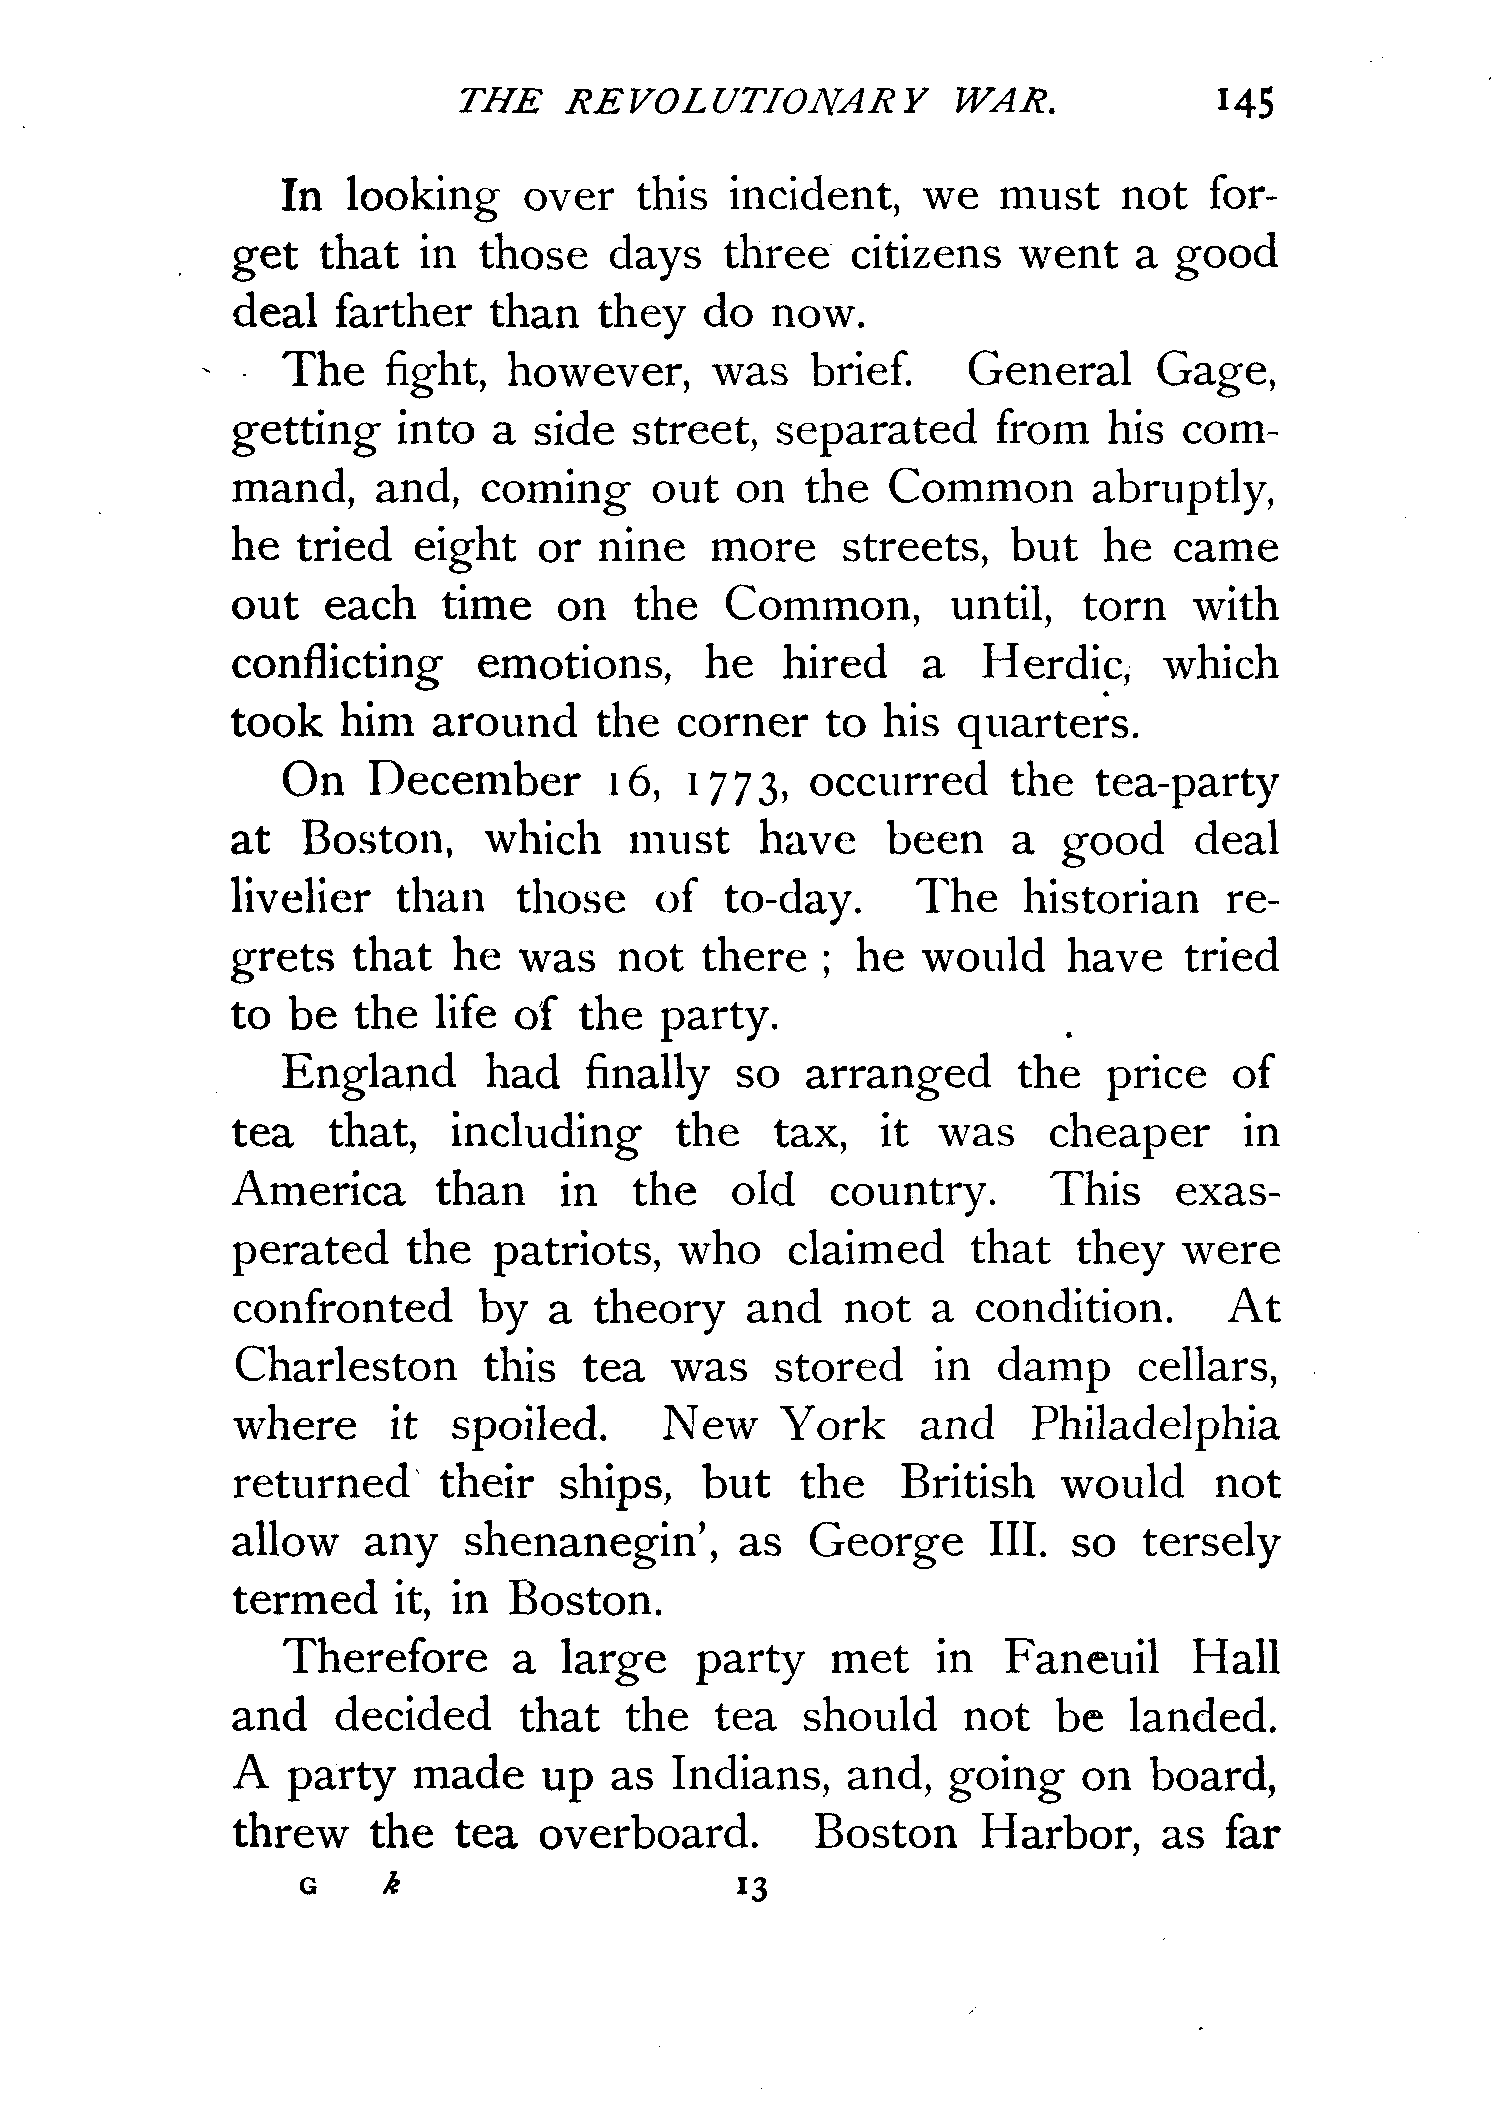 THE REVOLUTIONARY WAR. 145
In looking over this incident, we must not for-
get that in those days three citizens went a good
deal farther than they do now.
The fight, however, was brief. General Gage,
getting into a side street, separated from his com-
mand, and, coming out on the Common abruptly,
he tried eight or nine more streets, but he came
out each time on the Common, until, torn with
conflicting emotions, he hired a Herdic, which
took him around the corner to his quarters.
On December 16, 1773, occurred the tea-party
at Boston, which must have been a good deal
livelier than those of to-day. The historian re-
grets that he was not there ; he would have tried
to be the life of the party.
England had finally so arranged the price of
tea that, including the tax, it was cheaper in
America than in the old country. This exas-
perated the patriots, who claimed that they were
confronted by a theory and not a condition. At
Charleston this tea was stored in damp cellars,
where it spoiled. New York and Philadelphia
returned their ships, but the British would not
allow any shenanegin', as George III. so tersely
termed it, in Boston.
Therefore a large party met in Faneuil Hall
and decided that the tea should not be landed.
A party made up as Indians, and, going on board,
threw the tea overboard. Boston Harbor, as far
G k 13